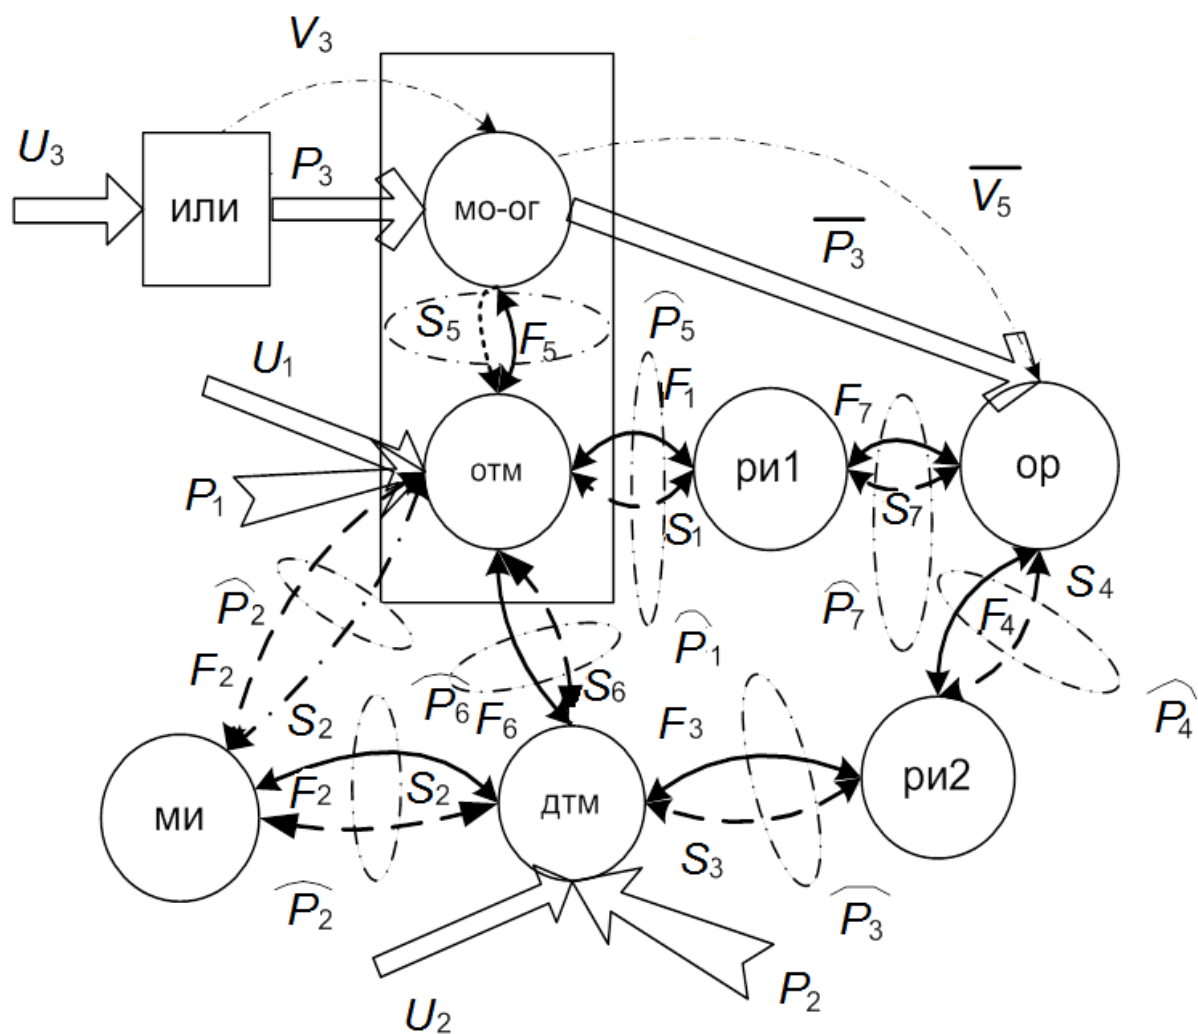 V3
U3
P3
или
мо-ог
V5
P3
S5
F5
P5
U1
F1
F7
отм
ри1
ор
P1
S1
S7
P2
P7
S4
F4
F2
P1
P6
S6
S2
F6
F3
P4
F2
S2
ри2
ми
дтм
S3
P2
P3
U2
P2